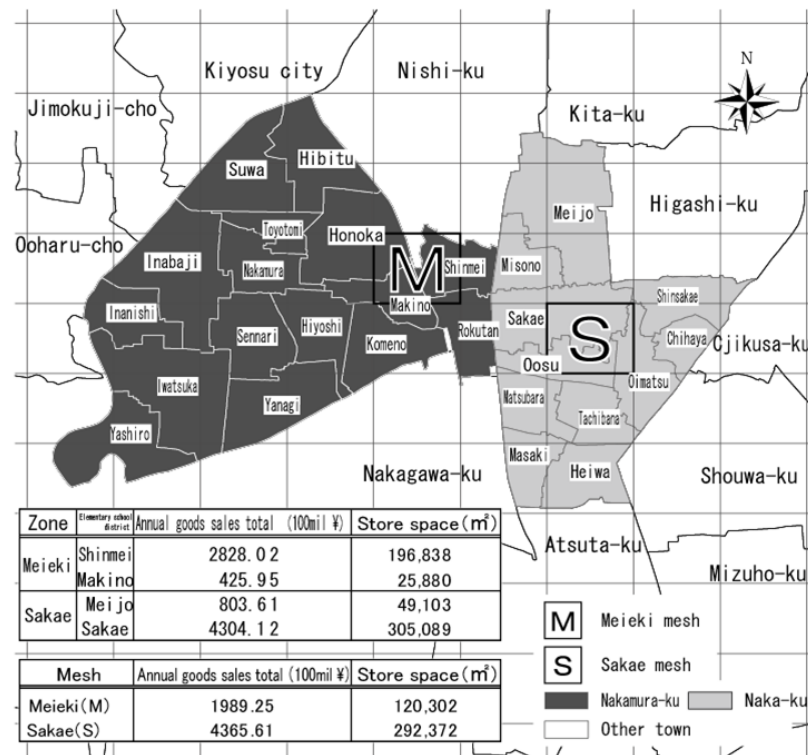 N
Kiyosu city
Nishi-ku
Jimokuji-cho
Kita-ku
Hibitu
Suwa
Higashi-ku
Meijo
Toyotomi
Honoka
Ooharu-cho
Inabaji
Misono
Shinmei
M
Nakamura
Shinsakae
Makino
Inanishi
Sakae
Hiyoshi
Rokutan
S
Chihaya
Sennari
Komeno
Cjikusa-ku
Oosu
Oimatsu
Iwatsuka
Matsubara
Yanagi
Tachibana
Yashiro
Masaki
Nakagawa-ku
Heiwa
Shouwa-ku
Atsuta-ku
Mizuho-ku
Zone Elementary school district Annual goods sales total (100mil ¥) Store space(㎡)
Meieki Shinmei 2828.02 196,838
Makino 425.95 25,880
Sakae Meijo 803.61 49,103
Sakae 4304.12 305,089
Mesh Annual goods sales total (100mil ¥) Store space(㎡)
Meieki(M) 1989.25 120,302
Sakae(S) 4365.61 292,372
M Meieki mesh
S Sakae mesh
Nakamura-ku Naka-ku
Other town